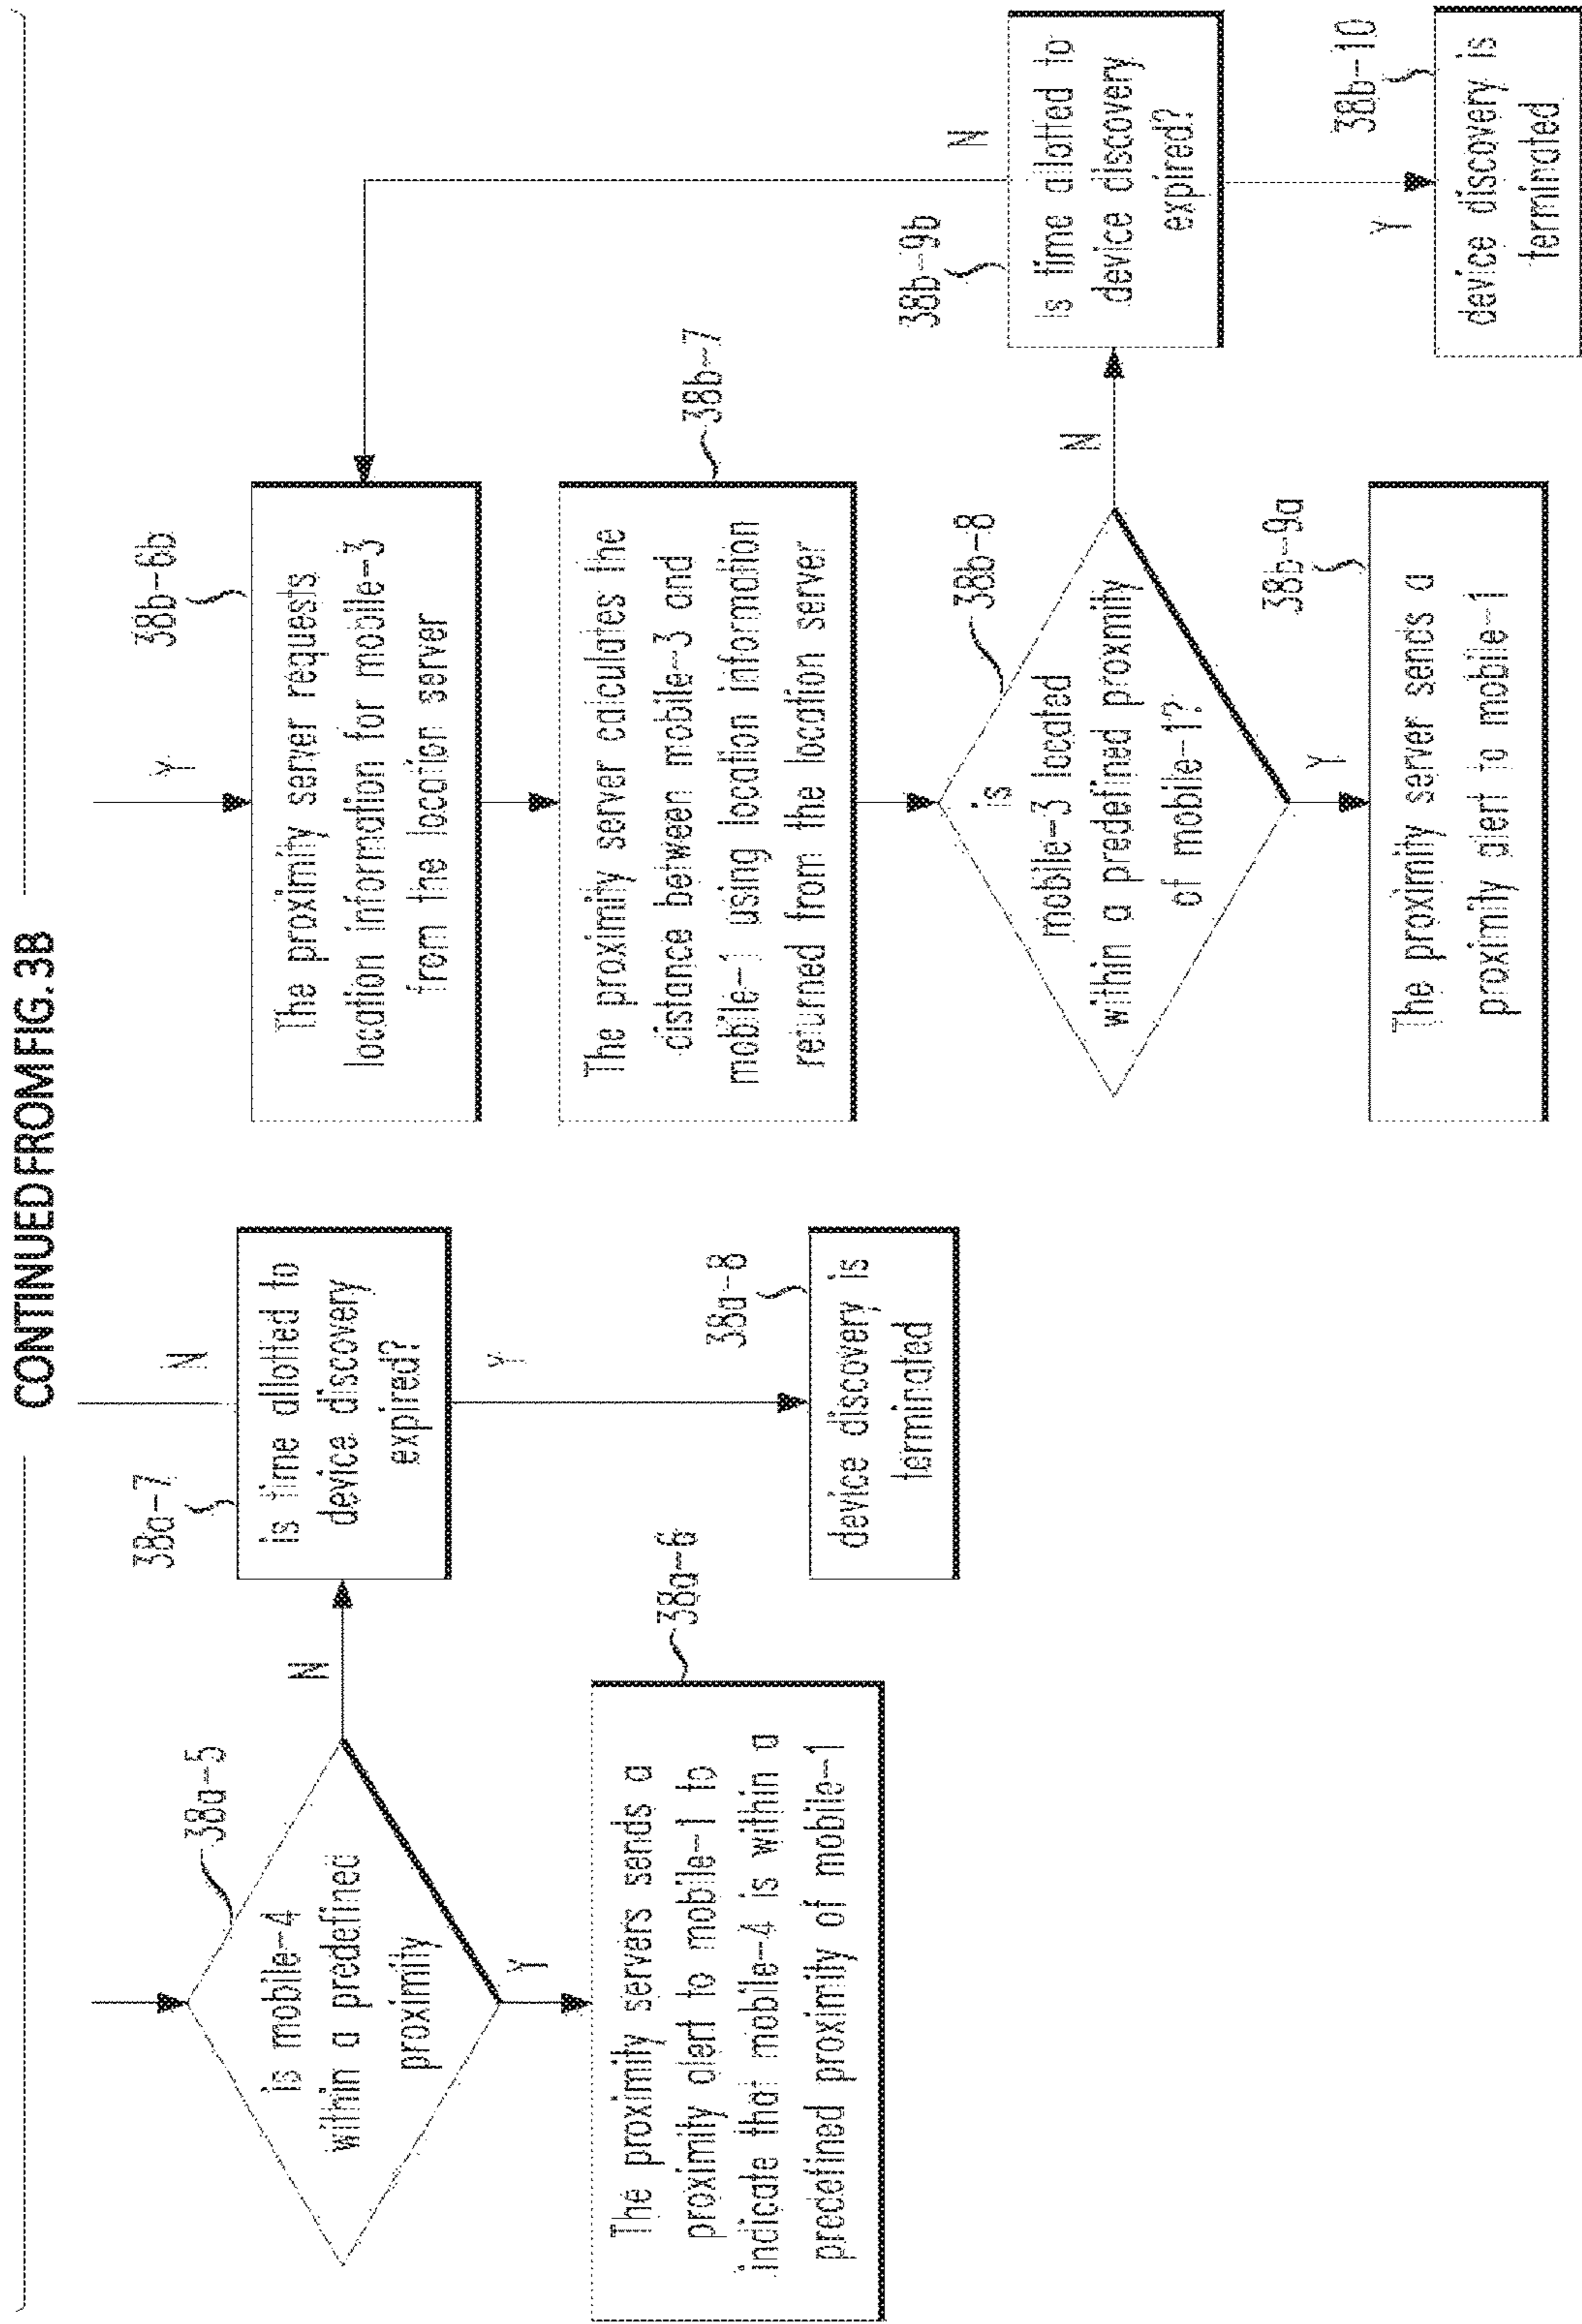 CONTINUED FROM FIG. 3B
38a-5
is mobile-4
within a predefined
proximity
N
Y
38a-6
The proximity servers sends a
proximity alert to mobile-1 to
indicate that mobile-4 is within a
predefined proximity of mobile-1
38a-7
N
is time allotted to
device discovery
expired?
Y
38a-8
device discovery is
terminated
Y
38b-6b
The proximity server requests
location information for mobile-3
from the location server
38b-7
The proximity server calculates the
distance between mobile-3 and
mobile-1 using location information
returned from the location server
38b-8
is
mobile-3 located
within a predefined proximity
of mobile-1?
N
Y
38b-9a
The proximity server sends a
proximity alert to mobile-1
38b-9b
N
is time allotted to
device discovery
expired?
Y
38b-10
device discovery is
terminated